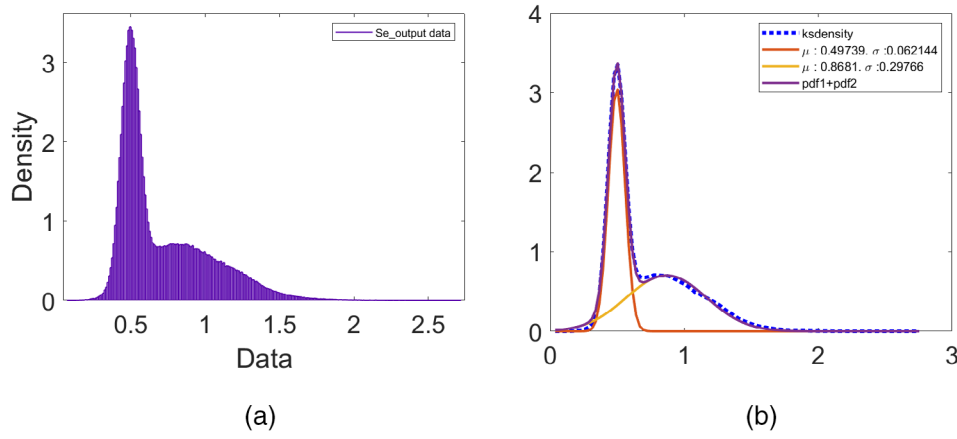 Se_output data
3
2
1
0
Density
0.5
1
1.5
2
2.5
Data
(a)
4
3
2
1
0
0
1
2
3
ksdensity
μ : 0.49739. σ :0.062144
μ : 0.8681. σ :0.29766
pdf1+pdf2
(b)